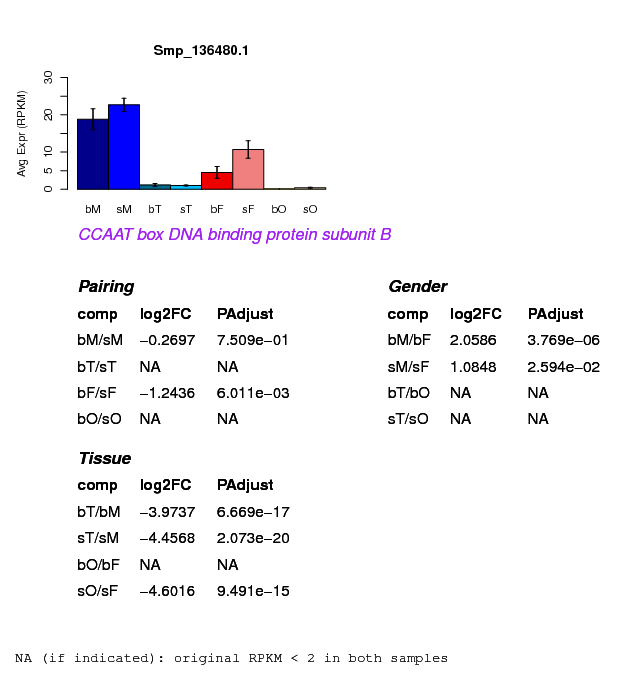 Smp_136480.1
Avg Expr (RPKM)
30
20
10
5
0
bM sM bT sT bF sF bO sO
CCAAT box DNA binding protein subunit B
Pairing
comp log2FC PAdjust
bM/sM −0.2697 7.509e−01
bT/sT NA NA
bF/sF −1.2436 6.011e−03
bO/sO NA NA
Gender
comp log2FC PAdjust
bM/bF 2.0586 3.769e−06
sM/sF 1.0848 2.594e−02
bT/bO NA NA
sT/sO NA NA
Tissue
comp log2FC PAdjust
bT/bM −3.9737 6.669e−17
sT/sM −4.4568 2.073e−20
bO/bF NA NA
sO/sF −4.6016 9.491e−15
NA (if indicated): original RPKM < 2 in both samples